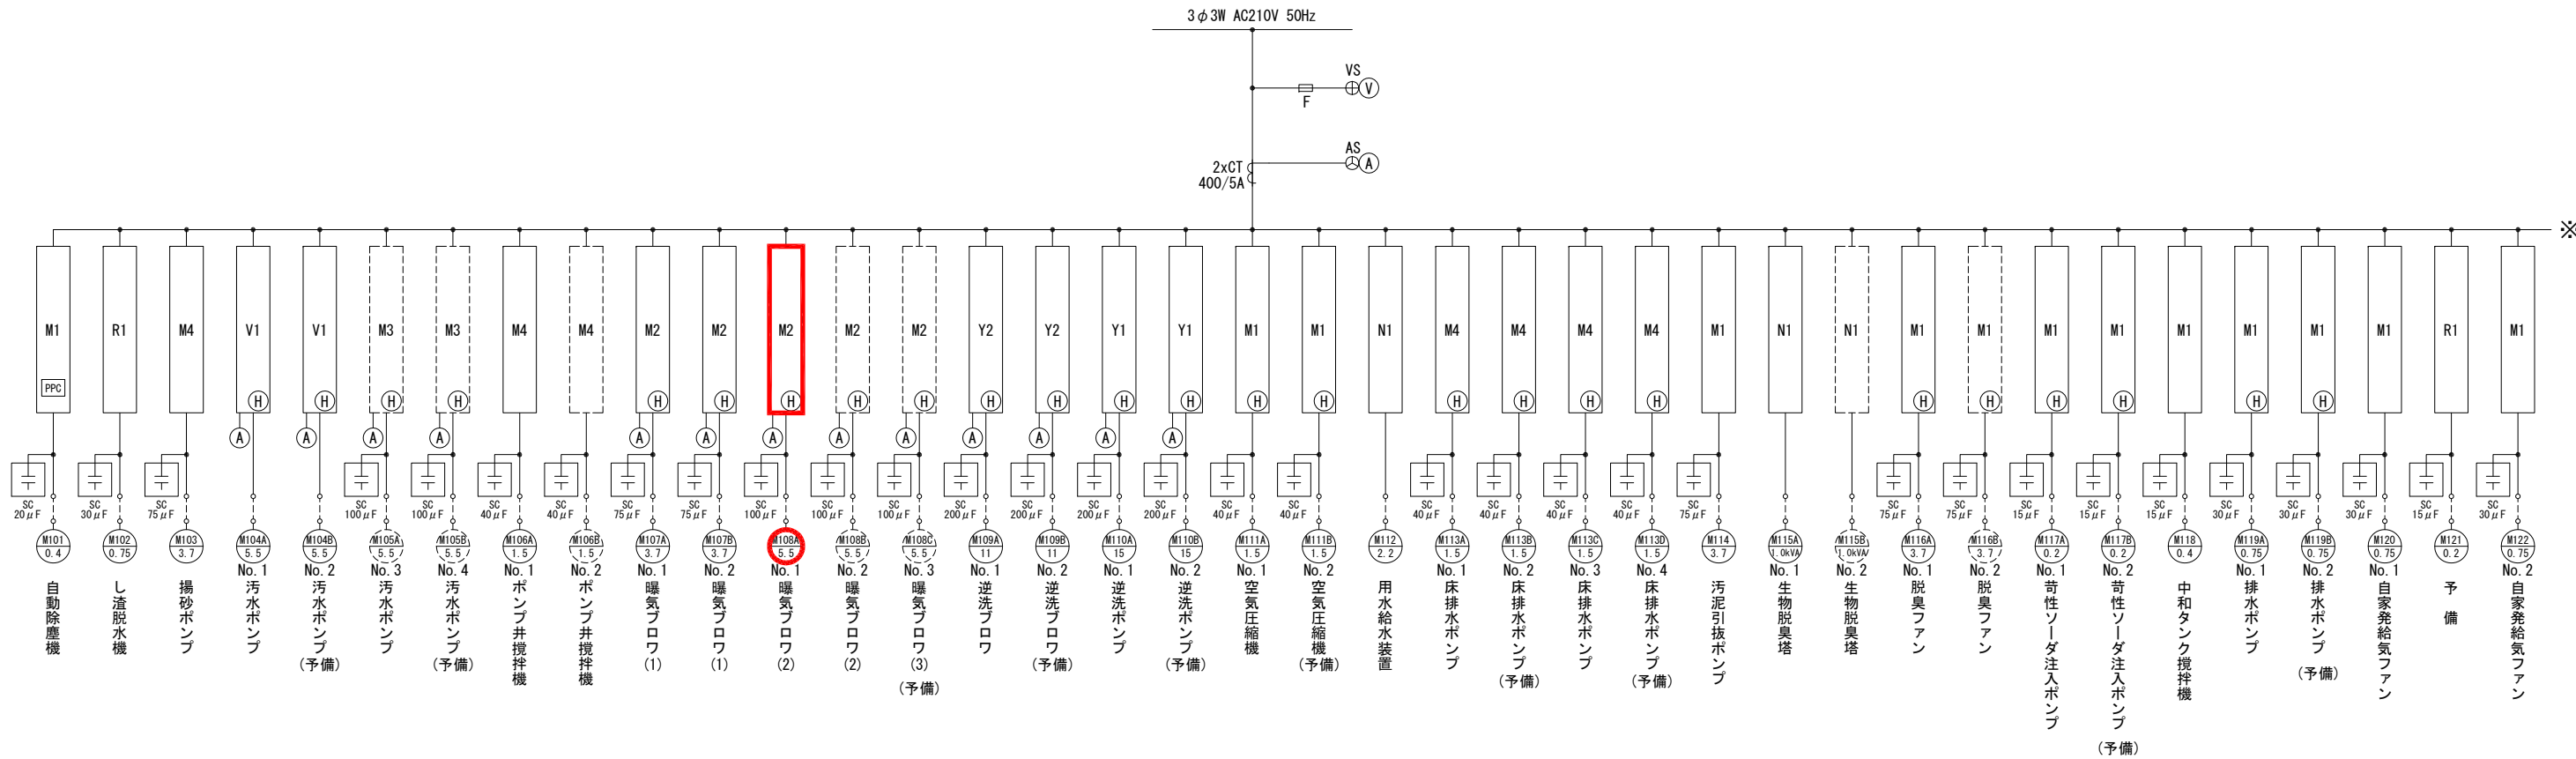 3φ3W AC210V 50Hz
VS
V
F
AS
A
2xCT
400/5A
※
M1 R1 M4 V1 V1 M3 M3 M4 M4 M2 M2 M2 M2 M2 Y2 Y2 Y1 Y1 M1 M1 N1 M4 M4 M4 M4 M1 N1 N1 M1 M1 M1 M1 M1 M1 M1 M1 R1 M1
PPC
H H H H H H H H H H H H H H H H H H H H H H H H H
A A A A A A A A A A A A A
SC SC SC SC SC SC SC SC SC SC SC SC SC SC SC SC SC SC SC SC SC SC SC SC SC SC SC SC SC SC SC SC SC
20μF 30μF 75μF 100μF 100μF 40μF 40μF 75μF 75μF 100μF 100μF 100μF 200μF 200μF 200μF 200μF 40μF 40μF 40μF 40μF 40μF 40μF 75μF 75μF 75μF 15μF 15μF 15μF 30μF 30μF 30μF 15μF 30μF
M101 M102 M103 M104A M104B M105A M105B M106A M106B M107A M107B M108A M108B M108C M109A M109B M110A M110B M111A M111B M112 M113A M113B M113C M113D M114 M115A M115B M116A M116B M117A M117B M118 M119A M119B M120 M121 M122
0.4 0.75 3.7 5.5 5.5 5.5 5.5 1.5 1.5 3.7 3.7 5.5 5.5 5.5 11 11 15 15 1.5 1.5 2.2 1.5 1.5 1.5 1.5 3.7 1.0kVA 1.0kVA 3.7 3.7 0.2 0.2 0.4 0.75 0.75 0.75 0.2 0.75
自動除塵機
し渣脱水機
揚砂ポンプ
No.1 汚水ポンプ
No.2 汚水ポンプ(予備)
No.3 汚水ポンプ
No.4 汚水ポンプ(予備)
No.1 ポンプ井撹拌機
No.2 ポンプ井撹拌機
No.1 曝気ブロワ(1)
No.2 曝気ブロワ(1)
No.1 曝気ブロワ(2)
No.2 曝気ブロワ(2)
No.3 曝気ブロワ(3)(予備)
No.1 逆洗ブロワ
No.2 逆洗ブロワ(予備)
No.1 逆洗ポンプ
No.2 逆洗ポンプ(予備)
No.1 空気圧縮機
No.2 空気圧縮機(予備)
用水給水装置
No.1 床排水ポンプ
No.2 床排水ポンプ(予備)
No.3 床排水ポンプ
No.4 床排水ポンプ(予備)
汚泥引抜ポンプ
No.1 生物脱臭塔
No.2 生物脱臭塔
No.1 脱臭ファン
No.2 脱臭ファン
No.1 苛性ソーダ注入ポンプ
No.2 苛性ソーダ注入ポンプ(予備)
中和タンク撹拌機
No.1 排水ポンプ
No.2 排水ポンプ(予備)
No.1 自家発給気ファン
予備
No.2 自家発給気ファン